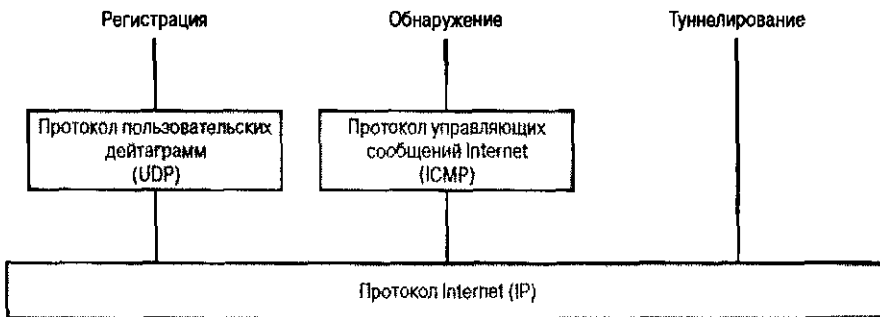 Регистрация
Обнаружение
Туннелирование
Протокол пользовательских
дейтаграмм
(UDP)
Протокол управляющих
сообщений Internet
(ICMP)
Протокол Internet (IP)